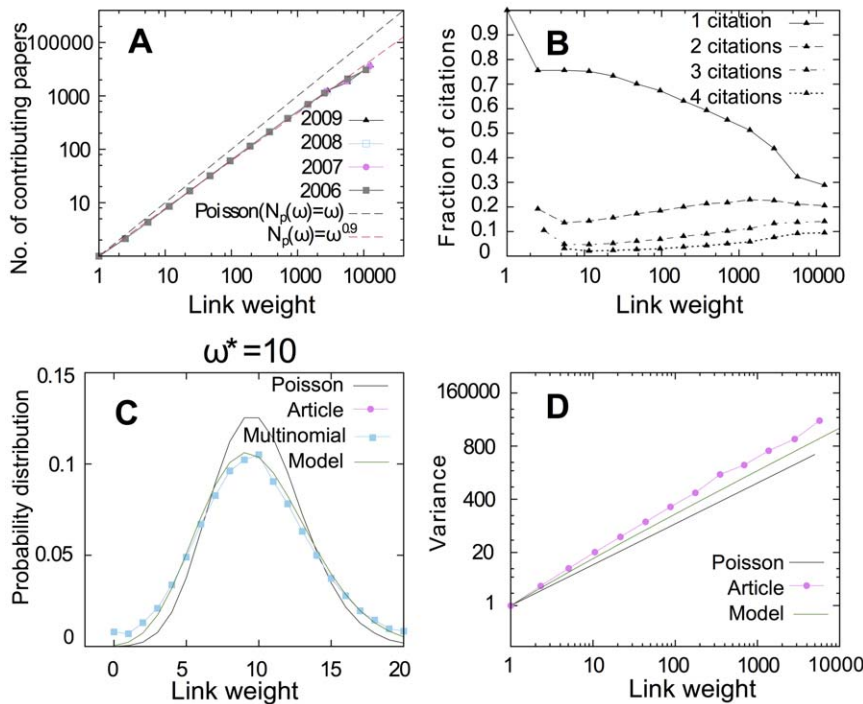 A
No. of contributing papers
100000
1000
100
10
1
10
100
1000
10000
2009
2008
2007
2006
Poisson(Np(ω)=ω)
Np(ω)=ω0.9
Link weight
B
Fraction of citations
1
0.9
0.8
0.7
0.6
0.5
0.4
0.3
0.2
0.1
0
1
10
100
1000
10000
1 citation
2 citations
3 citations
4 citations
Link weight
ω*=10
C
Probability distribution
0.15
0.1
0.05
0
0
5
10
15
20
Poisson
Article
Multinomial
Model
Link weight
D
Variance
160000
800
400
20
1
1
10
100
1000
10000
Poisson
Article
Model
Link weight